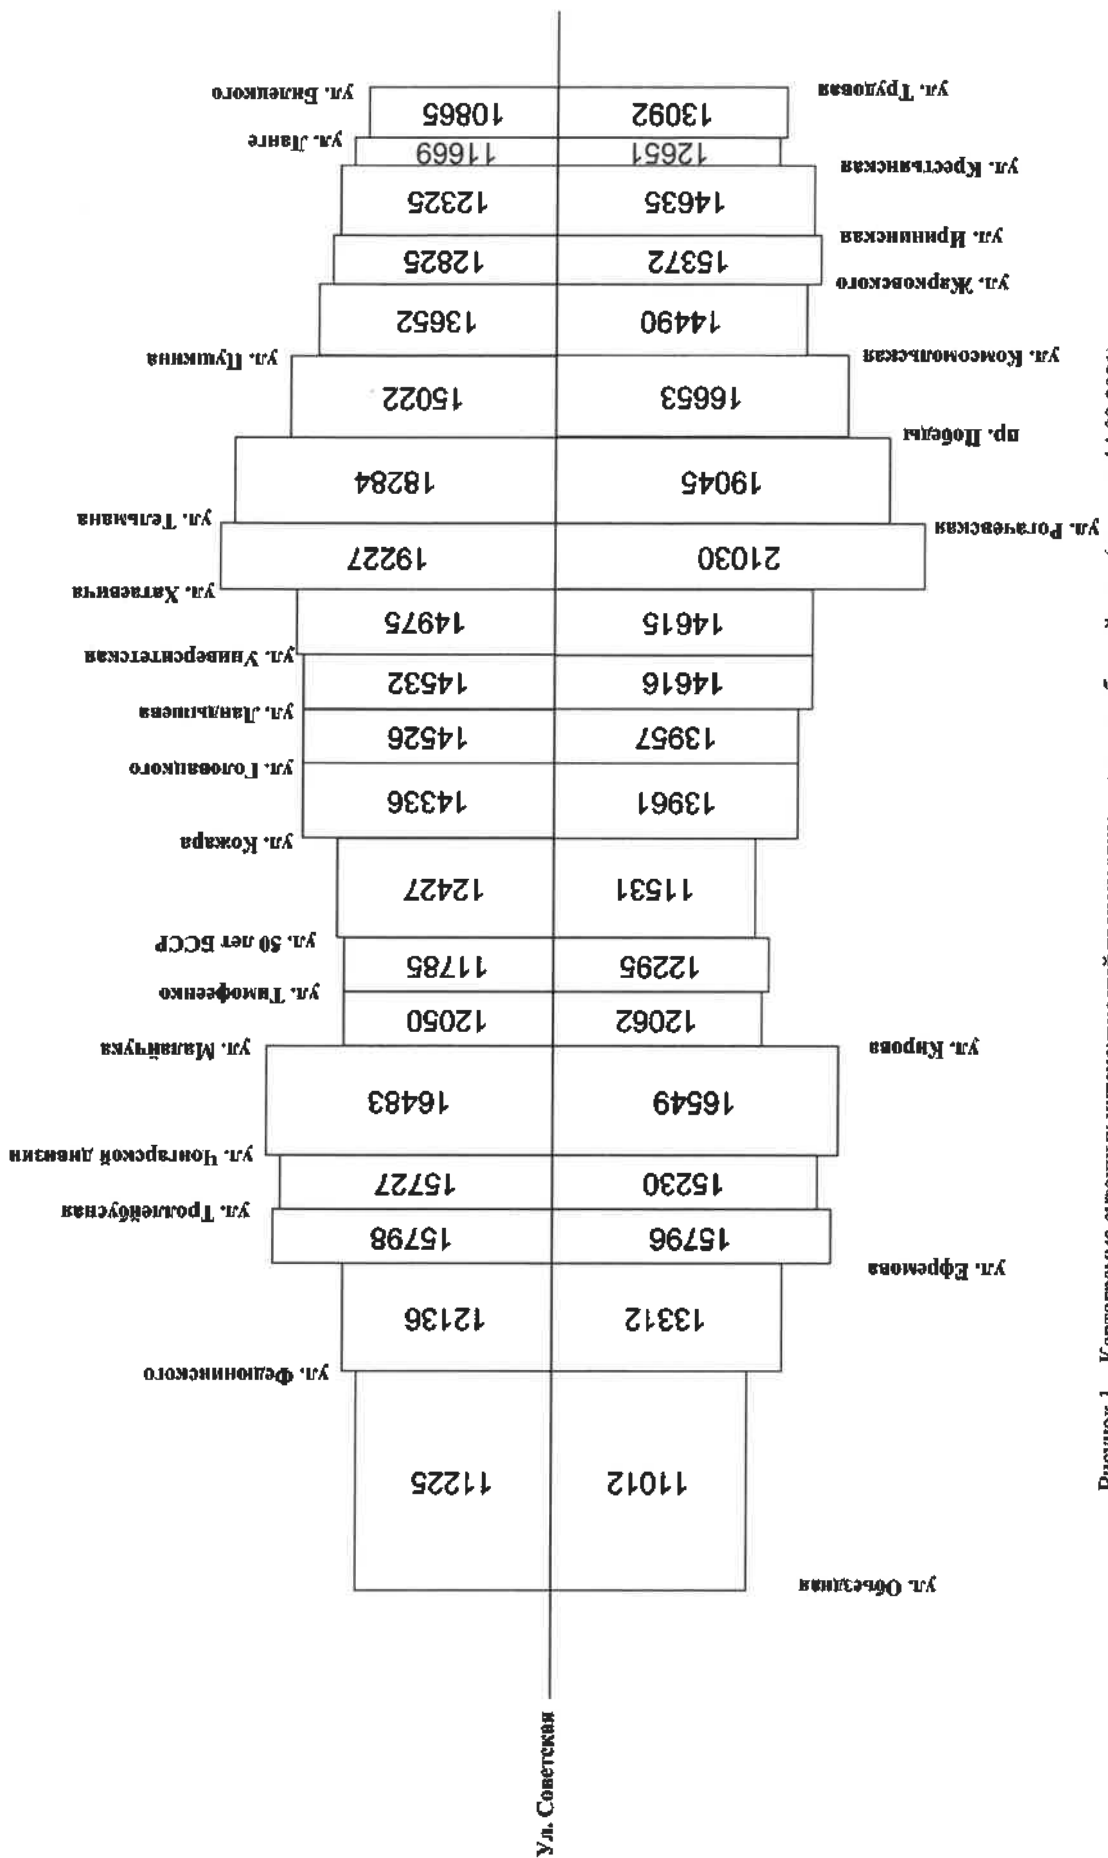 Ул. Советская
ул. Объездная
11012
11225
ул. Федюнинского
13312
12136
ул. Ефремова
15796
15798
ул. Троллейбусная
15230
15727
ул. Чонгарской дивизии
16549
16483
ул. Кирова
ул. Малайчука
12062
12050
ул. Тимофеенко
12295
11785
ул. 50 лет БССР
11531
12427
ул. Кожара
13961
14336
ул. Головацкого
13957
14526
ул. Ландышева
14616
14532
ул. Университетская
14615
14975
ул. Хатаевича
21030
19227
ул. Рогачевская
ул. Тельмана
19045
18284
пр. Победы
16653
15022
ул. Комсомольская
ул. Пушкина
14490
13652
ул. Жарковского
15372
12825
ул. Ирининская
14635
12325
ул. Крестьянская
12651
11669
ул. Ланге
13092
10865
ул. Трудовая
ул. Билецкого
Рисунок 1